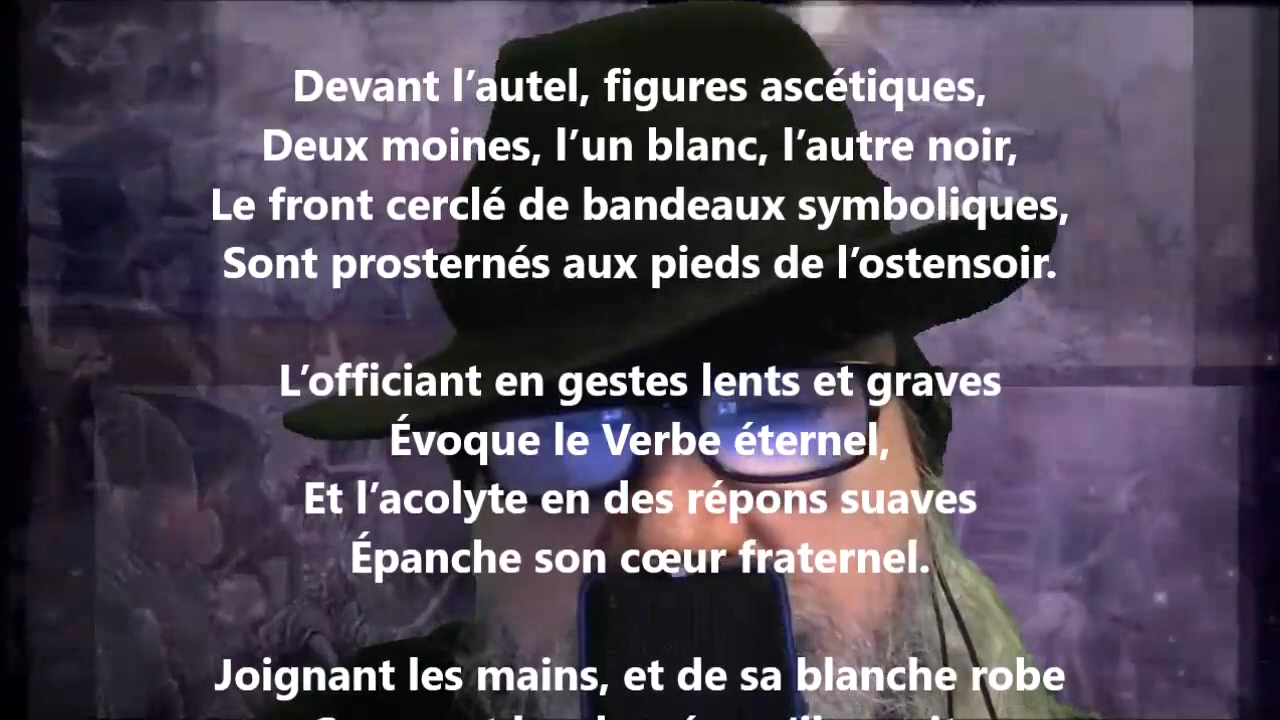 Devant l’autel, figures ascétiques,
Deux moines, l’un blanc, l’autre noir,
Le front cerclé de bandeaux symboliques,
Sont prosternés aux pieds de l’ostensoir.
L’officiant en gestes lents et graves
Évoque le Verbe éternel,
Et l’acolyte en des répons suaves
Épanche son cœur fraternel.
Joignant les mains, et de sa blanche robe